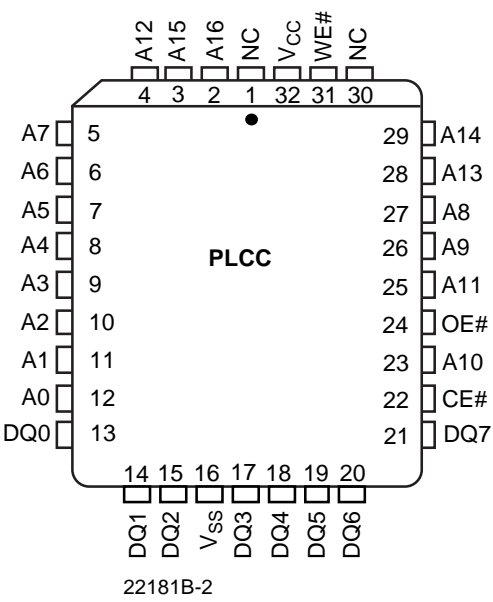 A12 A15 A16 NC VCC WE# NC
4 3 2 1 32 31 30
A7 5 29 A14
A6 6 28 A13
A5 7 27 A8
A4 8 26 A9
PLCC
A3 9 25 A11
A2 10 24 OE#
A1 11 23 A10
A0 12 22 CE#
DQ0 13 21 DQ7
14 15 16 17 18 19 20
DQ1 DQ2 VSS DQ3 DQ4 DQ5 DQ6
22181B-2